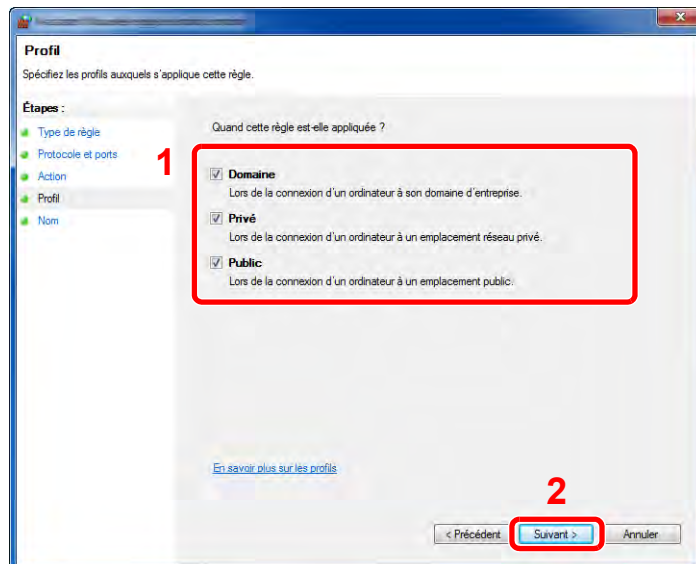 Profil
Spécifiez les profils auxquels s'applique cette règle.
Étapes :
Type de règle
Protocole et ports
Action
Profil
Nom
Quand cette règle est-elle appliquée ?
1
Domaine
Lors de la connexion d'un ordinateur à son domaine d'entreprise.
Privé
Lors de la connexion d'un ordinateur à un emplacement réseau privé.
Public
Lors de la connexion d'un ordinateur à un emplacement public.
En savoir plus sur les profils
2
< Précédent
Suivant >
Annuler